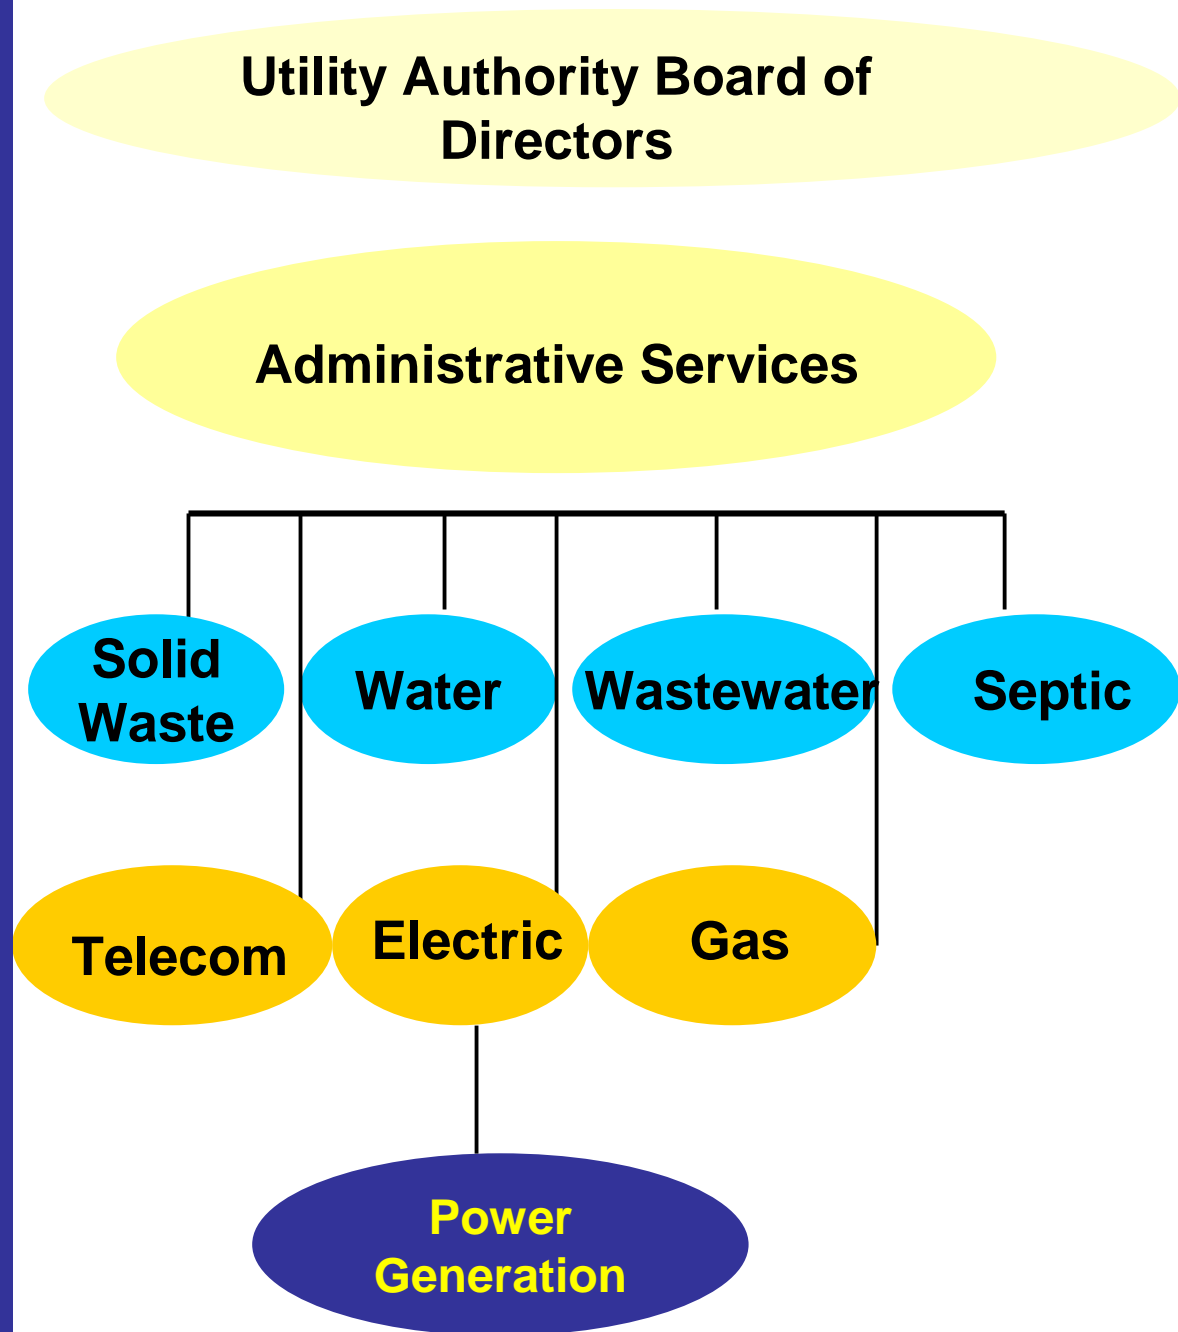 Utility Authority Board of
Directors
Administrative Services
Solid
Waste
Water
Wastewater
Septic
Telecom
Electric
Gas
Power
Generation